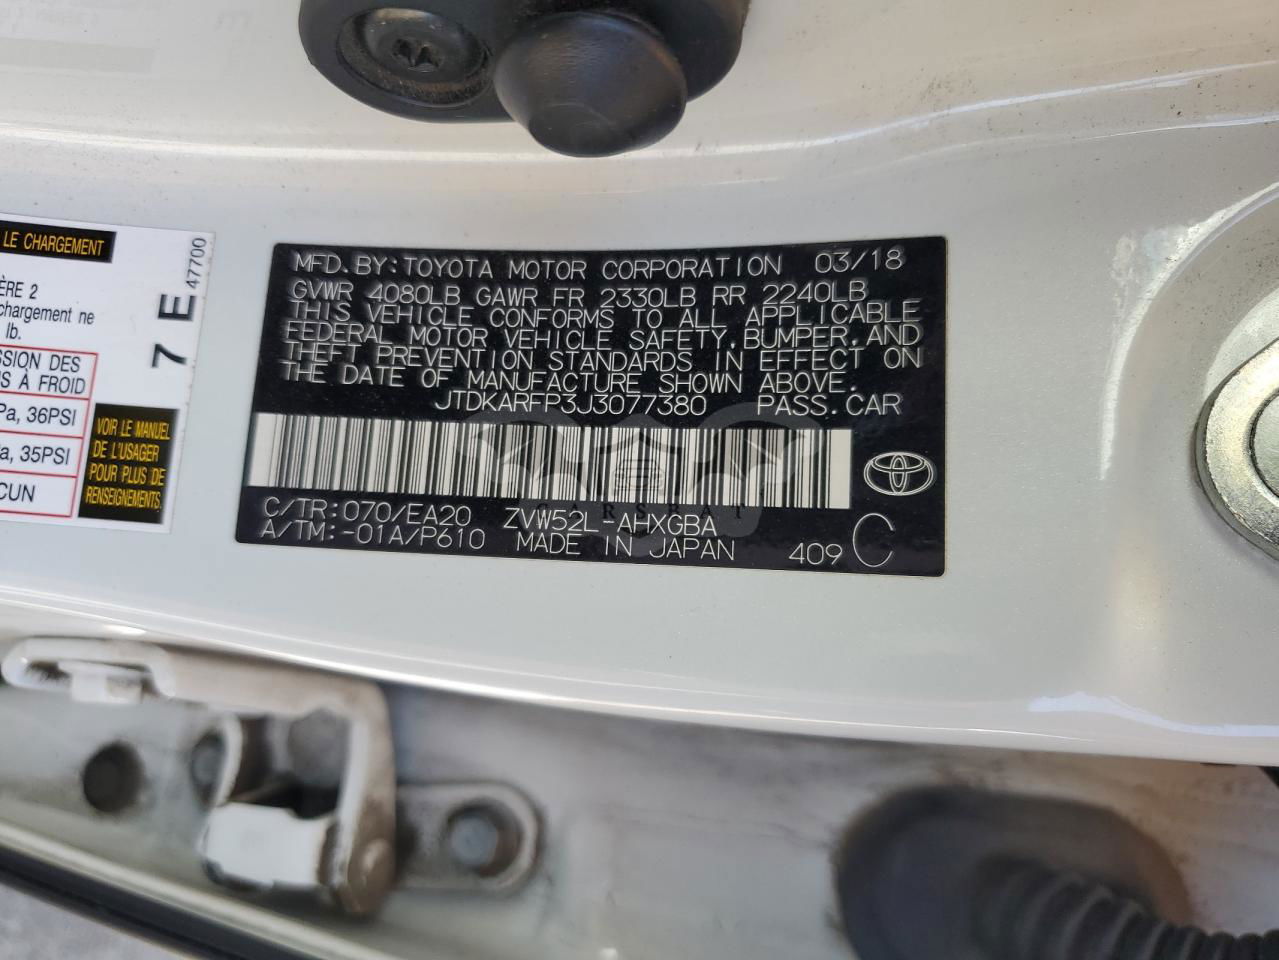 LE CHARGEMENT
ÈRE 2
chargement ne
lb.
SSION DES
S À FROID
Pa, 36PSI
a, 35PSI
CUN
7 E
47700
VOIR LE MANUEL
DE L'USAGER
POUR PLUS DE
RENSEIGNEMENTS.
MFD.BY:TOYOTA MOTOR CORPORATION 03/18
GVWR 4080LB GAWR FR 2330LB RR 2240LB
THIS VEHICLE CONFORMS TO ALL APPLICABLE
FEDERAL MOTOR VEHICLE SAFETY,BUMPER,AND
THEFT PREVENTION STANDARDS IN EFFECT ON
THE DATE OF MANUFACTURE SHOWN ABOVE.
JTDKARFP3J3077380 PASS.CAR
CARSBAT
C/TR:070/EA20 ZVW52L-AHXGBA
A/TM:-01A/P610 MADE IN JAPAN 409 C